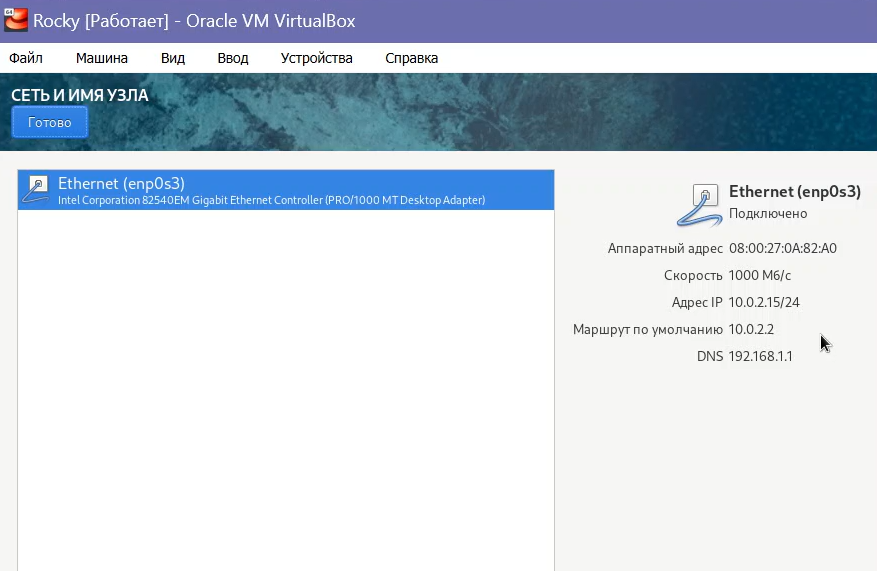 Rocky [Работает] - Oracle VM VirtualBox
Файл Машина Вид Ввод Устройства Справка
СЕТЬ И ИМЯ УЗЛА
Готово
Ethernet (enp0s3)
Intel Corporation 82540EM Gigabit Ethernet Controller (PRO/1000 MT Desktop Adapter)
Ethernet (enp0s3)
Подключено
Аппаратный адрес 08:00:27:0A:82:A0
Скорость 1000 Мб/с
Адрес IP 10.0.2.15/24
Маршрут по умолчанию 10.0.2.2
DNS 192.168.1.1